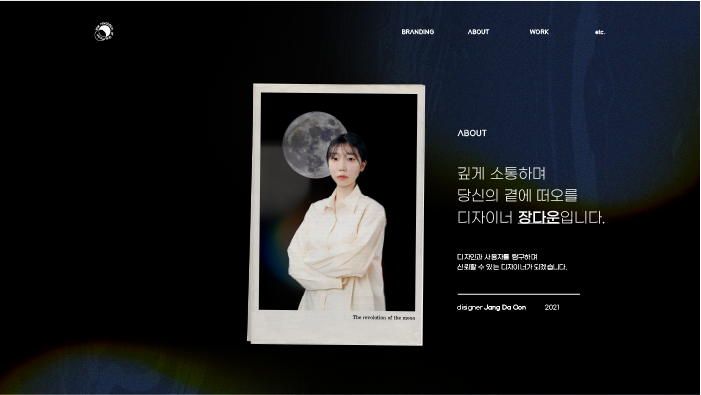 BRANDING
ABOUT
WORK
etc.
ABOUT
깊게 소통하며
당신의 곁에 떠오를
디자이너 장다운입니다.
디자인과 사용자를 탐구하며
신뢰할 수 있는 디자이너가 되겠습니다.
The revolution of the moon
disigner Jang Da Oon 2021